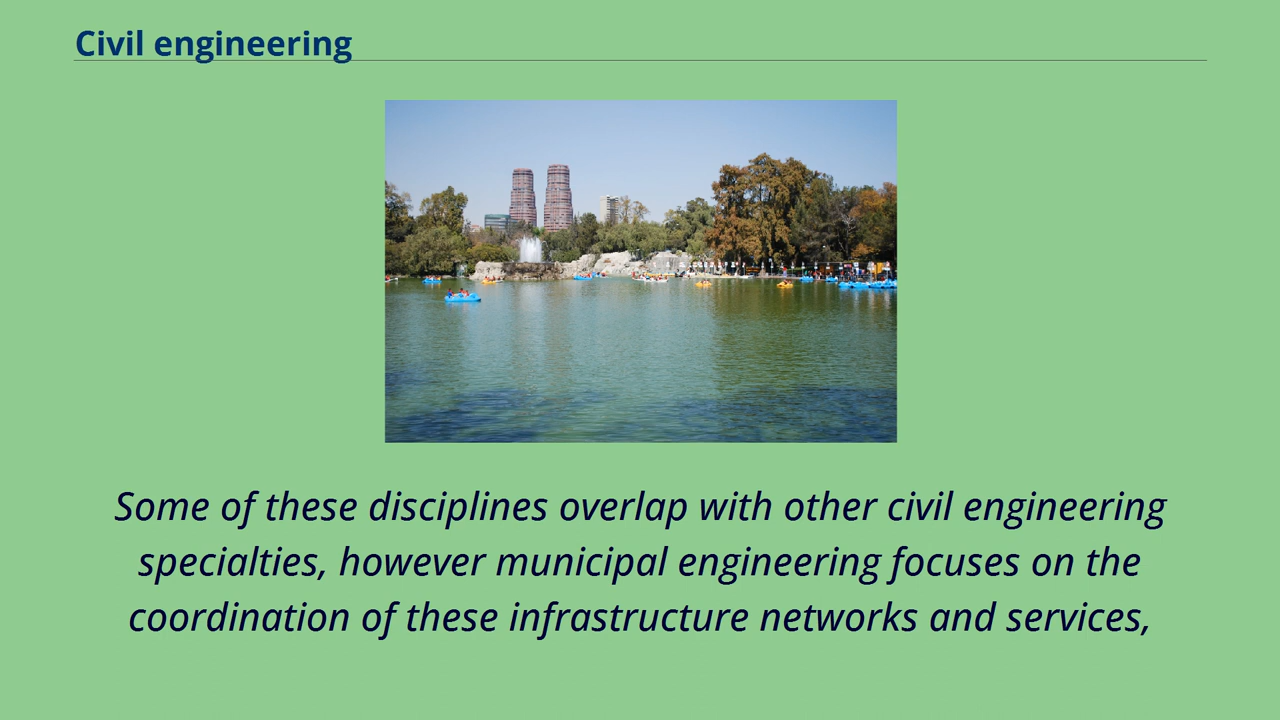 Civil engineering
Some of these disciplines overlap with other civil engineering
specialties, however municipal engineering focuses on the
coordination of these infrastructure networks and services,